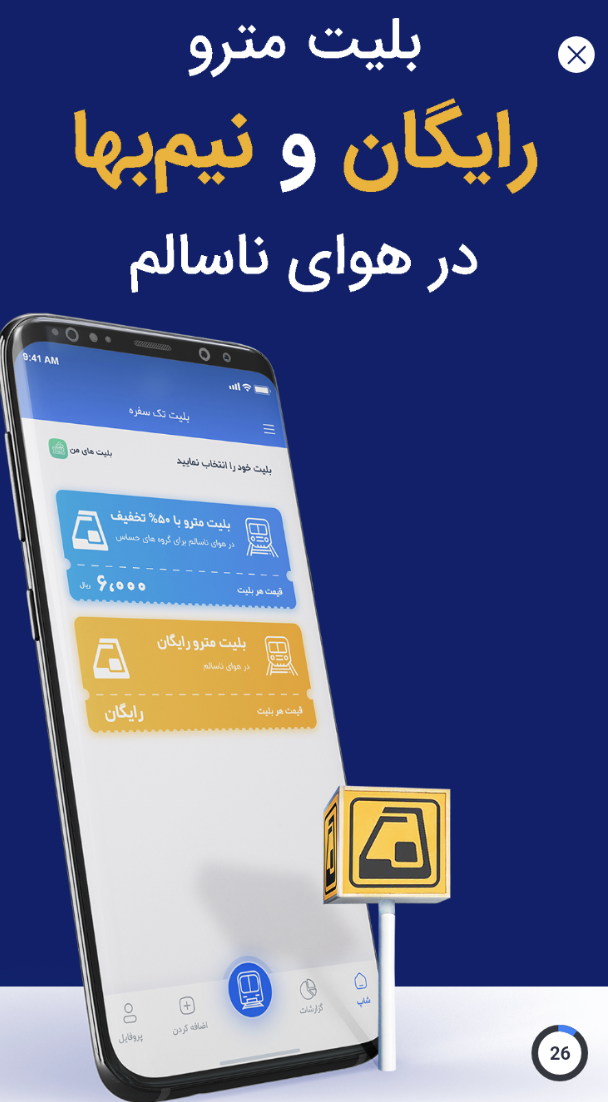 بلیت مترو
رایگان و نیم‌بها
در هوای ناسالم
9:41 AM
بلیت تک سفره
بلیت خود را انتخاب نمایید
بلیت های من
بلیت مترو با ۵۰% تخفیف
در هوای ناسالم برای گروه های حساس
قیمت هر بلیت
۶,۰۰۰ ریال
بلیت مترو رایگان
در هوای ناسالم
قیمت هر بلیت
رایگان
شاپ
گزارشات
اضافه کردن
پروفایل
26